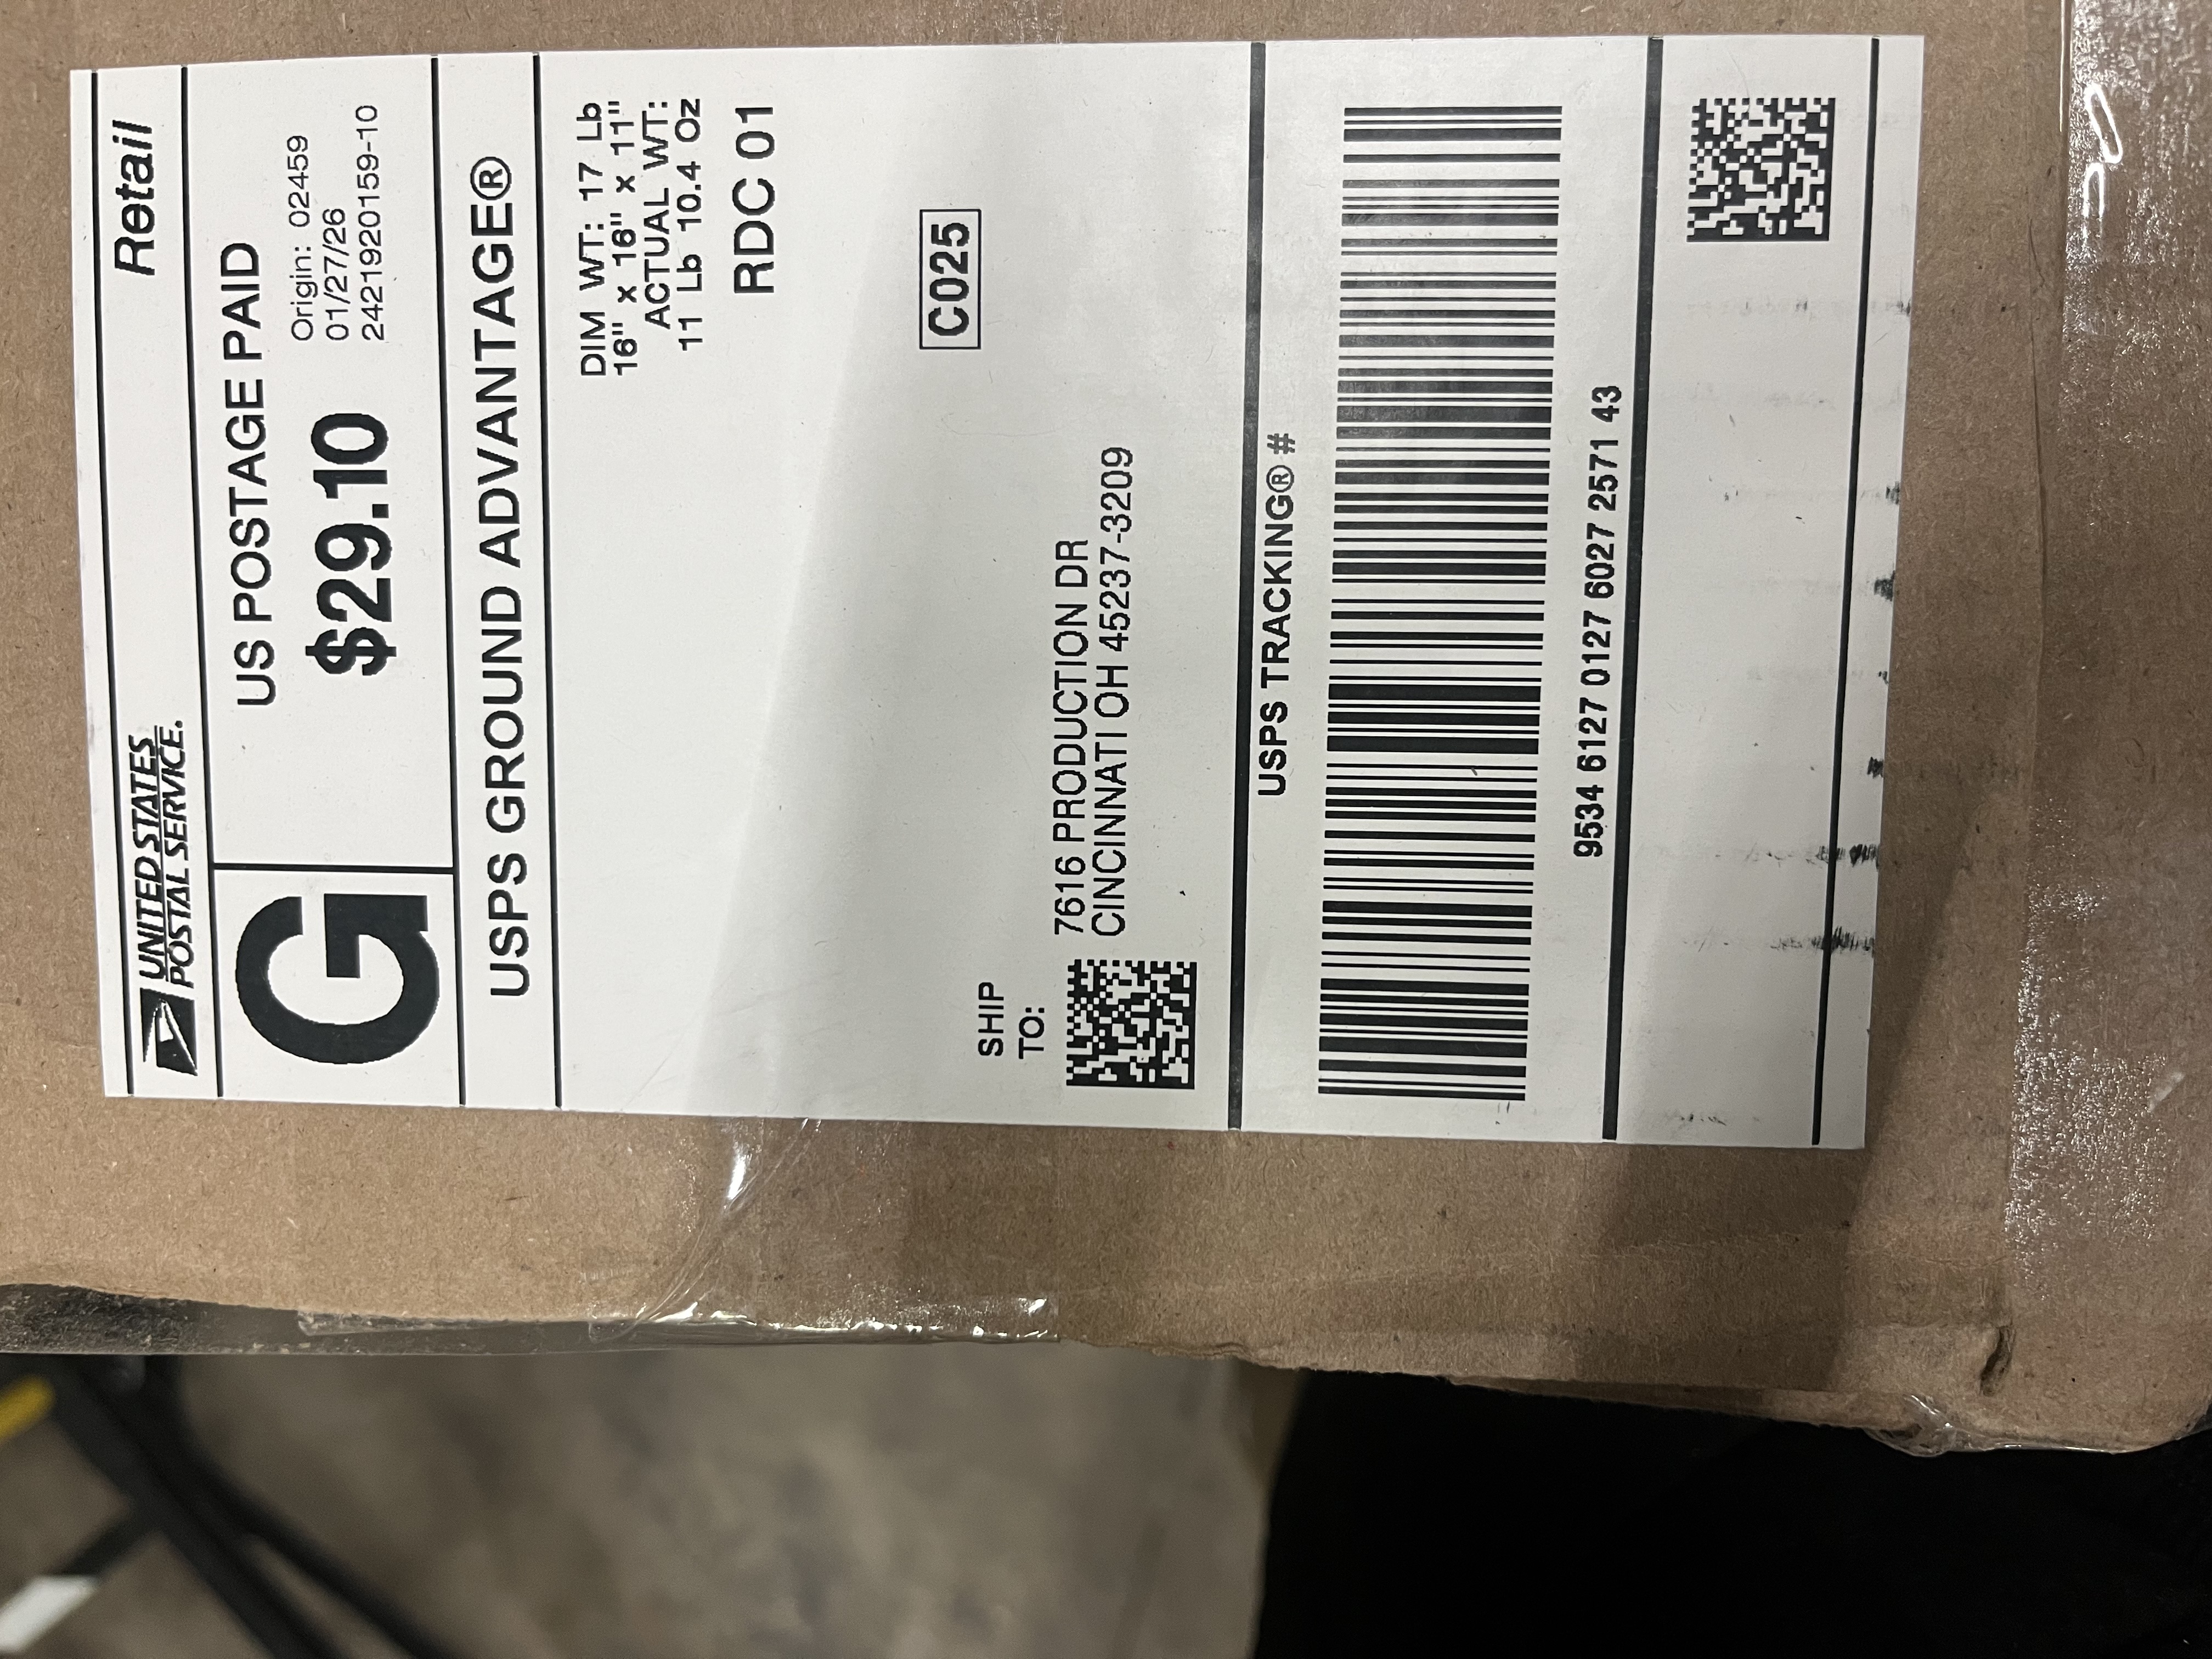 UNITED STATES
POSTAL SERVICE.
Retail
G
US POSTAGE PAID
$29.10
Origin: 02459
01/27/26
2421920159-10
USPS GROUND ADVANTAGE®
DIM WT: 17 Lb
16" x 16" x 11"
ACTUAL WT:
11 Lb 10.4 Oz
RDC 01
C025
SHIP
TO:
7616 PRODUCTION DR
CINCINNATI OH 45237-3209
USPS TRACKING® #
9534 6127 0127 6027 2571 43